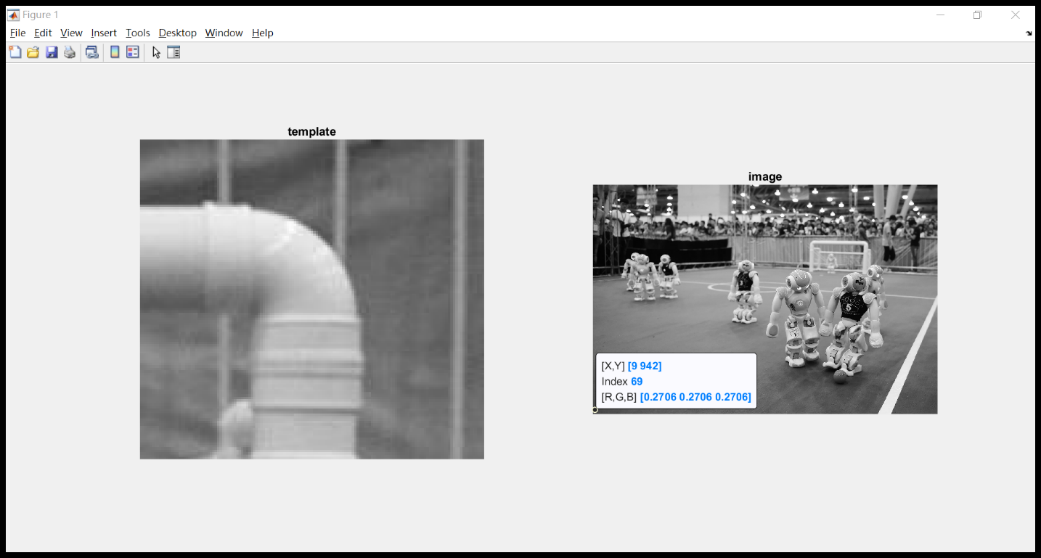 Figure 1
File Edit View Insert Tools Desktop Window Help
template
image
[X,Y] [9 942]
Index 69
[R,G,B] [0.2706 0.2706 0.2706]